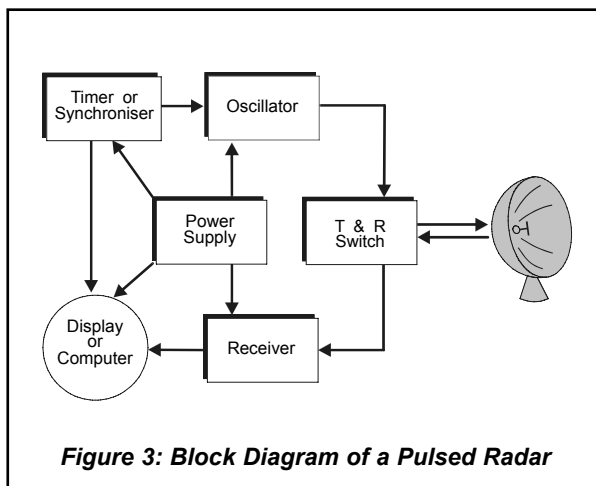 Timer or
Synchroniser
Oscillator
Power
Supply
T & R
Switch
Display
or
Computer
Receiver
Figure 3: Block Diagram of a Pulsed Radar